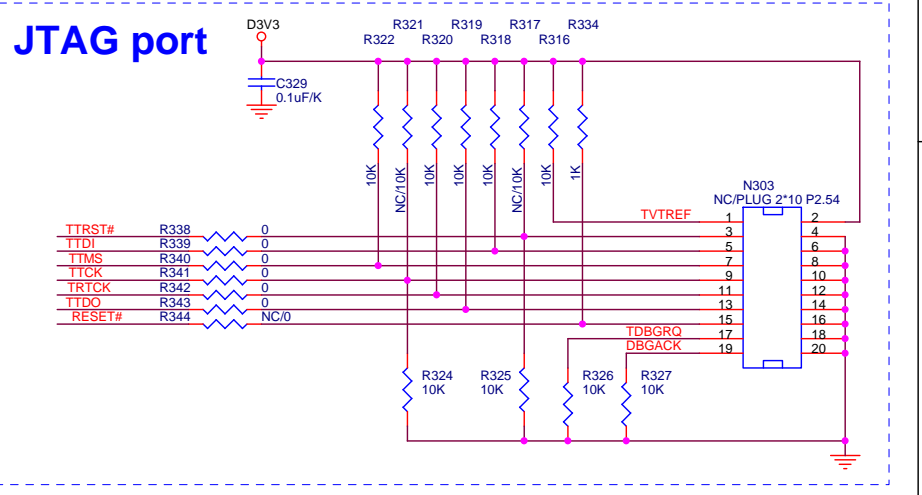 JTAG port
D3V3
R321 R319 R317 R334
R322 R320 R318 R316
C329
0.1uF/K
10K NC/10K 10K 10K 10K NC/10K 10K 1K
N303
NC/PLUG 2*10 P2.54
TVTREF 1 2
TTRST# R338 0 3 4
TTDI R339 0 5 6
TTMS R340 0 7 8
TTCK R341 0 9 10
TRTCK R342 0 11 12
TTDO R343 0 13 14
RESET# R344 NC/0 15 16
TDBGRQ 17 18
DBGACK 19 20
R324 R325 R326 R327
10K 10K 10K 10K